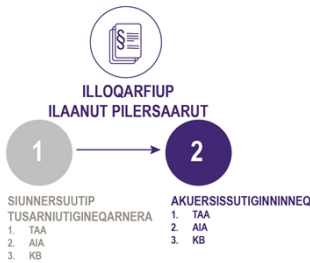 §
ILLOQARFIUP
ILAANUT PILERSAARUT
1
2
SIUNNERSUUTIP
TUSARNIUTIGINEQARNERA
1. TAA
2. AIA
3. KB
AKUERSISSUTIGINNINNEQ
1. TAA
2. AIA
3. KB